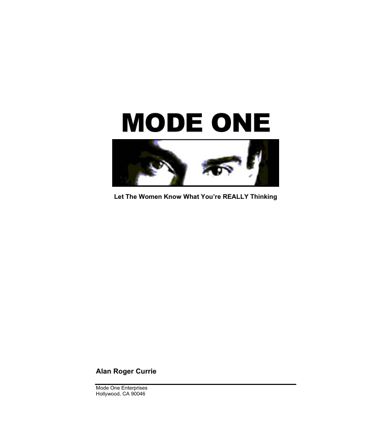 MODE ONE
Let The Women Know What You're REALLY Thinking
Alan Roger Currie
Mode One Enterprises
Hollywood, CA 90046